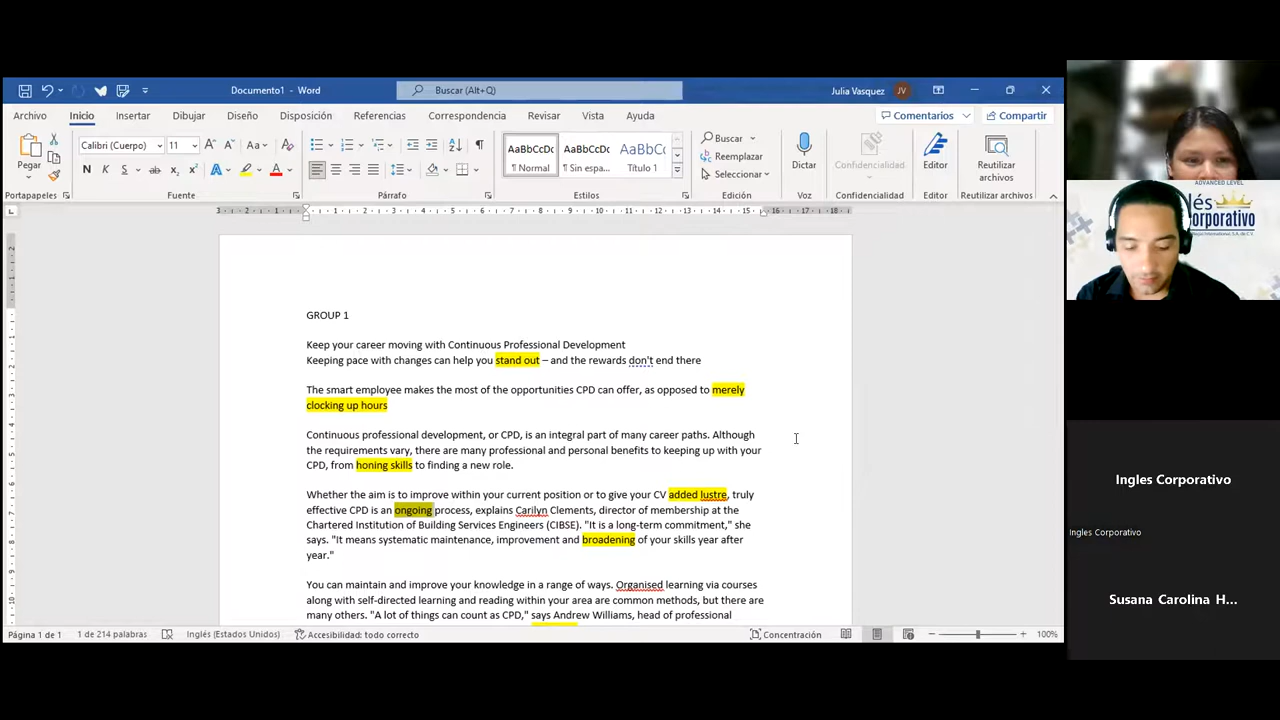 Documento1 - Word
Buscar (Alt+Q)
Julia Vasquez
JV
Archivo
Inicio
Insertar
Dibujar
Diseño
Disposición
Referencias
Correspondencia
Revisar
Vista
Ayuda
Comentarios
Compartir
Pegar
Calibri (Cuerpo)
11
N K S
AaBbCcDc
AaBbCcDc
AaBbCc
¶ Normal
¶ Sin espa...
Título 1
Buscar
Reemplazar
Seleccionar
Dictar
Confidencialidad
Editor
Reutilizar
archivos
Portapapeles
Fuente
Párrafo
Estilos
Edición
Voz
Confidencialidad
Editor
Reutilizar archivos
GROUP 1
Keep your career moving with Continuous Professional Development
Keeping pace with changes can help you stand out – and the rewards don't end there
The smart employee makes the most of the opportunities CPD can offer, as opposed to merely
clocking up hours
Continuous professional development, or CPD, is an integral part of many career paths. Although
the requirements vary, there are many professional and personal benefits to keeping up with your
CPD, from honing skills to finding a new role.
Whether the aim is to improve within your current position or to give your CV added lustre, truly
effective CPD is an ongoing process, explains Carilyn Clements, director of membership at the
Chartered Institution of Building Services Engineers (CIBSE). "It is a long-term commitment," she
says. "It means systematic maintenance, improvement and broadening of your skills year after
year."
You can maintain and improve your knowledge in a range of ways. Organised learning via courses
along with self-directed learning and reading within your area are common methods, but there are
many others. "A lot of things can count as CPD," says Andrew Williams, head of professional
Página 1 de 1
1 de 214 palabras
Inglés (Estados Unidos)
Accesibilidad: todo correcto
Concentración
100%
ADVANCED LEVEL
lés
orporativo
Ingles Corporativo
Ingles Corporativo
Susana Carolina H...